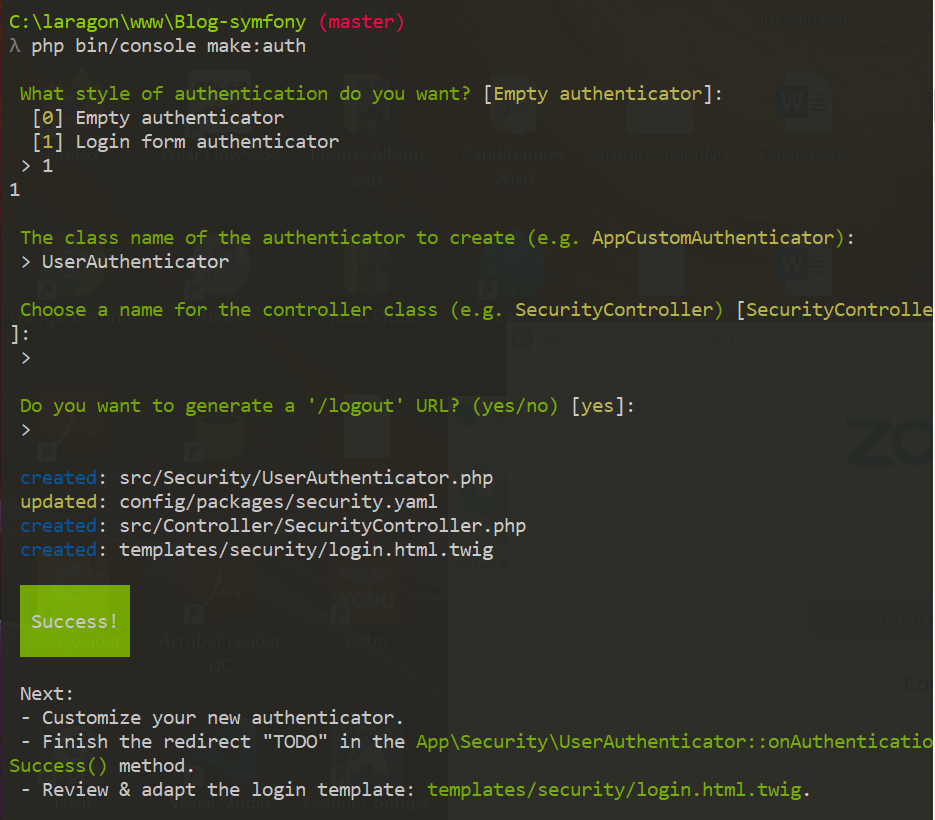 C:\laragon\www\Blog-symfony (master)
λ php bin/console make:auth
What style of authentication do you want? [Empty authenticator]:
[0] Empty authenticator
[1] Login form authenticator
> 1
1
The class name of the authenticator to create (e.g. AppCustomAuthenticator):
> UserAuthenticator
Choose a name for the controller class (e.g. SecurityController) [SecurityControlle
]:
>
Do you want to generate a '/logout' URL? (yes/no) [yes]:
>
created: src/Security/UserAuthenticator.php
updated: config/packages/security.yaml
created: src/Controller/SecurityController.php
created: templates/security/login.html.twig
Success!
Next:
- Customize your new authenticator.
- Finish the redirect "TODO" in the App\Security\UserAuthenticator::onAuthenticatio
Success() method.
- Review & adapt the login template: templates/security/login.html.twig.